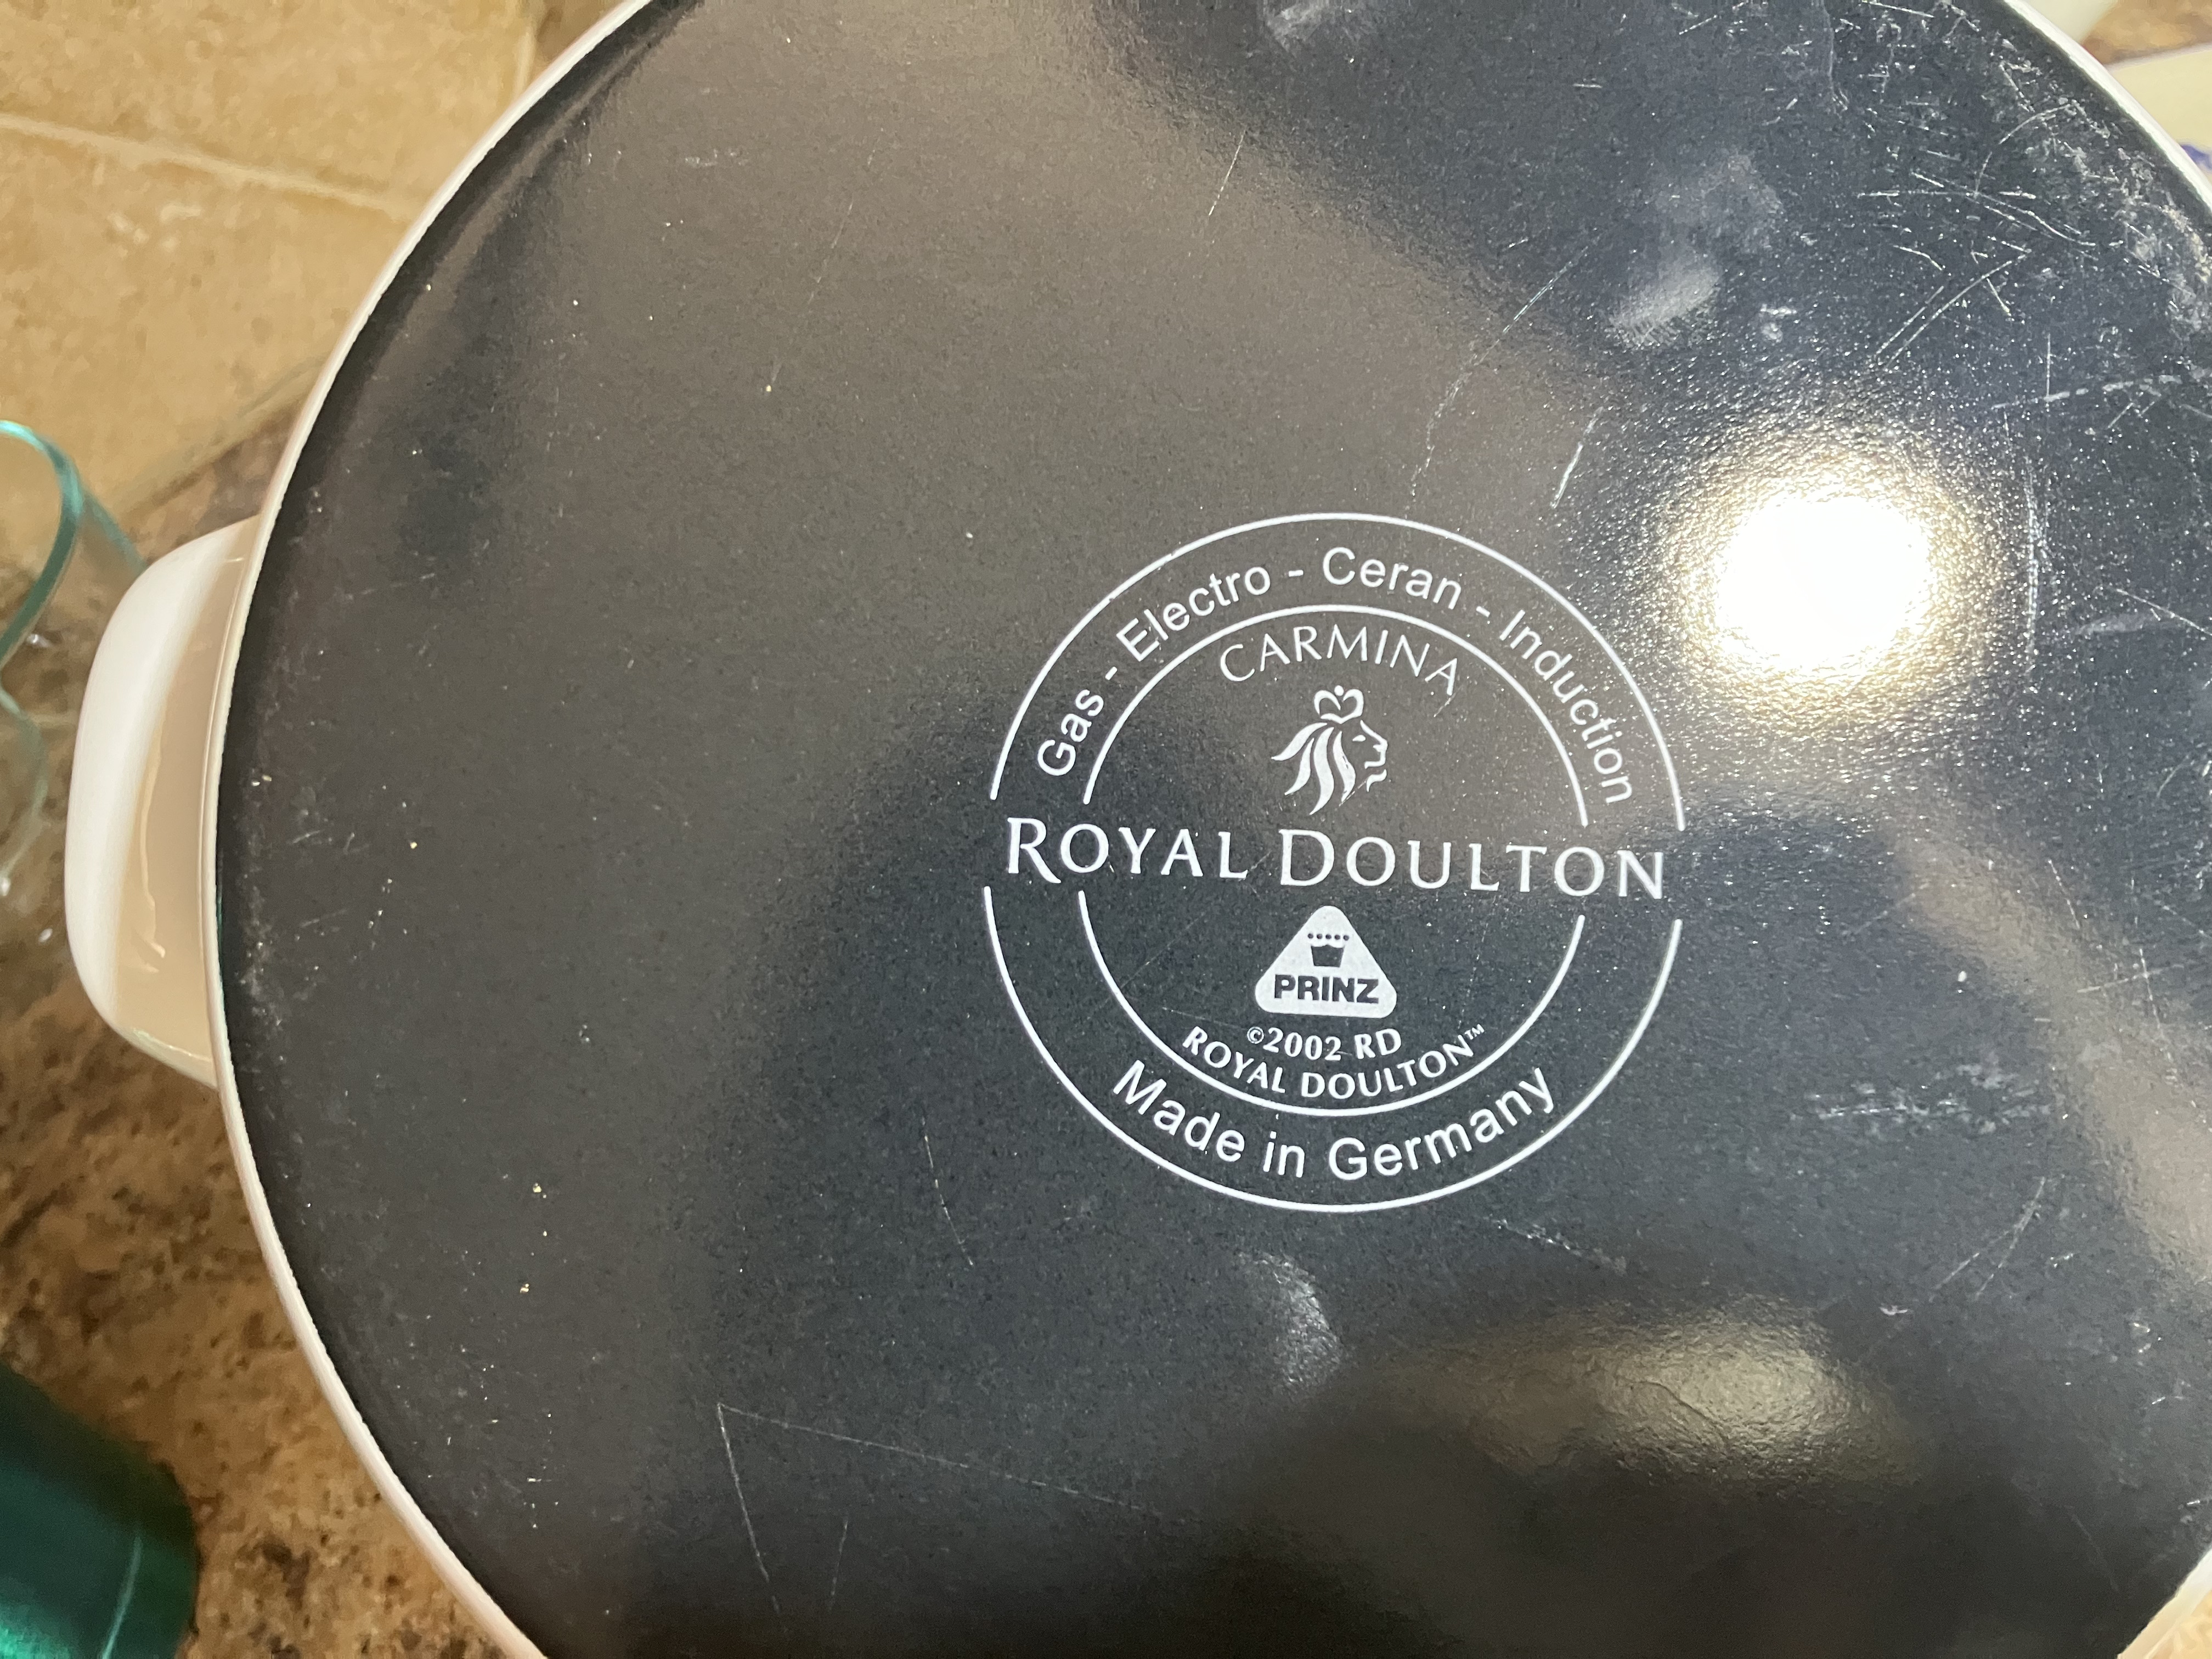 Gas - Electro - Ceran - Induction
CARMINA
ROYAL DOULTON
PRINZ
©2002 RD
ROYAL DOULTON™
Made in Germany